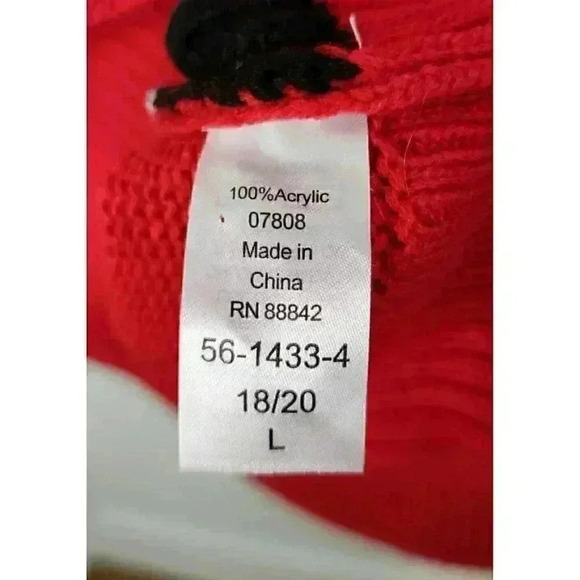 100%Acrylic
07808
Made in
China
RN 88842
56-1433-4
18/20
L